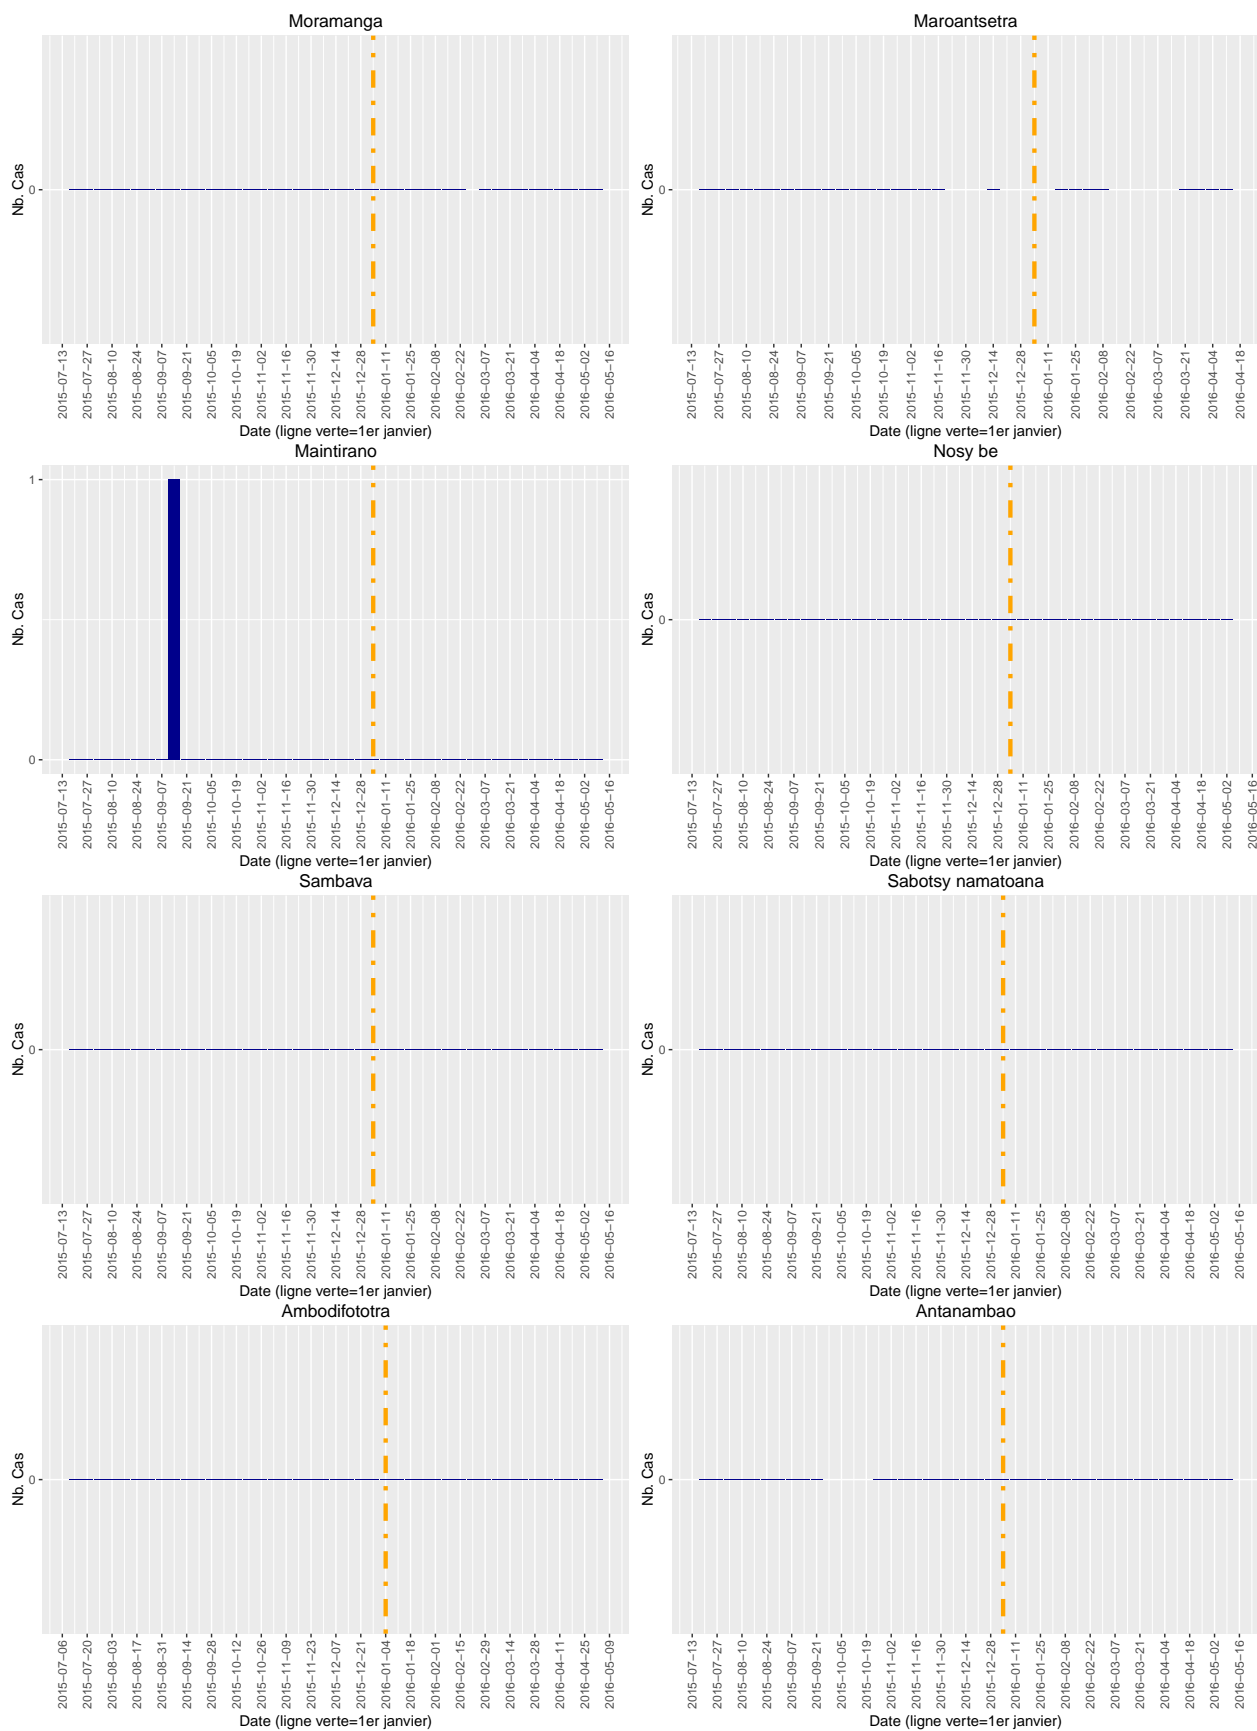 Moramanga
Nb. Cas
0
2015−07−13 2015−07−27 2015−08−10 2015−08−24 2015−09−07 2015−09−21 2015−10−05 2015−10−19 2015−11−02 2015−11−16 2015−11−30 2015−12−14 2015−12−28 2016−01−11 2016−01−25 2016−02−08 2016−02−22 2016−03−07 2016−03−21 2016−04−04 2016−04−18 2016−05−02 2016−05−16
Date (ligne verte=1er janvier)
Maroantsetra
Nb. Cas
0
2015−07−13 2015−07−27 2015−08−10 2015−08−24 2015−09−07 2015−09−21 2015−10−05 2015−10−19 2015−11−02 2015−11−16 2015−11−30 2015−12−14 2015−12−28 2016−01−11 2016−01−25 2016−02−08 2016−02−22 2016−03−07 2016−03−21 2016−04−04 2016−04−18
Date (ligne verte=1er janvier)
Maintirano
Nb. Cas
1
0
2015−07−13 2015−07−27 2015−08−10 2015−08−24 2015−09−07 2015−09−21 2015−10−05 2015−10−19 2015−11−02 2015−11−16 2015−11−30 2015−12−14 2015−12−28 2016−01−11 2016−01−25 2016−02−08 2016−02−22 2016−03−07 2016−03−21 2016−04−04 2016−04−18 2016−05−02 2016−05−16
Date (ligne verte=1er janvier)
Nosy be
Nb. Cas
0
2015−07−13 2015−07−27 2015−08−10 2015−08−24 2015−09−07 2015−09−21 2015−10−05 2015−10−19 2015−11−02 2015−11−16 2015−11−30 2015−12−14 2015−12−28 2016−01−11 2016−01−25 2016−02−08 2016−02−22 2016−03−07 2016−03−21 2016−04−04 2016−04−18 2016−05−02 2016−05−16
Date (ligne verte=1er janvier)
Sambava
Nb. Cas
0
2015−07−13 2015−07−27 2015−08−10 2015−08−24 2015−09−07 2015−09−21 2015−10−05 2015−10−19 2015−11−02 2015−11−16 2015−11−30 2015−12−14 2015−12−28 2016−01−11 2016−01−25 2016−02−08 2016−02−22 2016−03−07 2016−03−21 2016−04−04 2016−04−18 2016−05−02 2016−05−16
Date (ligne verte=1er janvier)
Sabotsy namatoana
Nb. Cas
0
2015−07−13 2015−07−27 2015−08−10 2015−08−24 2015−09−07 2015−09−21 2015−10−05 2015−10−19 2015−11−02 2015−11−16 2015−11−30 2015−12−14 2015−12−28 2016−01−11 2016−01−25 2016−02−08 2016−02−22 2016−03−07 2016−03−21 2016−04−04 2016−04−18 2016−05−02 2016−05−16
Date (ligne verte=1er janvier)
Ambodifototra
Nb. Cas
0
2015−07−06 2015−07−20 2015−08−03 2015−08−17 2015−08−31 2015−09−14 2015−09−28 2015−10−12 2015−10−26 2015−11−09 2015−11−23 2015−12−07 2015−12−21 2016−01−04 2016−01−18 2016−02−01 2016−02−15 2016−02−29 2016−03−14 2016−03−28 2016−04−11 2016−04−25 2016−05−09
Date (ligne verte=1er janvier)
Antanambao
Nb. Cas
0
2015−07−13 2015−07−27 2015−08−10 2015−08−24 2015−09−07 2015−09−21 2015−10−05 2015−10−19 2015−11−02 2015−11−16 2015−11−30 2015−12−14 2015−12−28 2016−01−11 2016−01−25 2016−02−08 2016−02−22 2016−03−07 2016−03−21 2016−04−04 2016−04−18 2016−05−02 2016−05−16
Date (ligne verte=1er janvier)